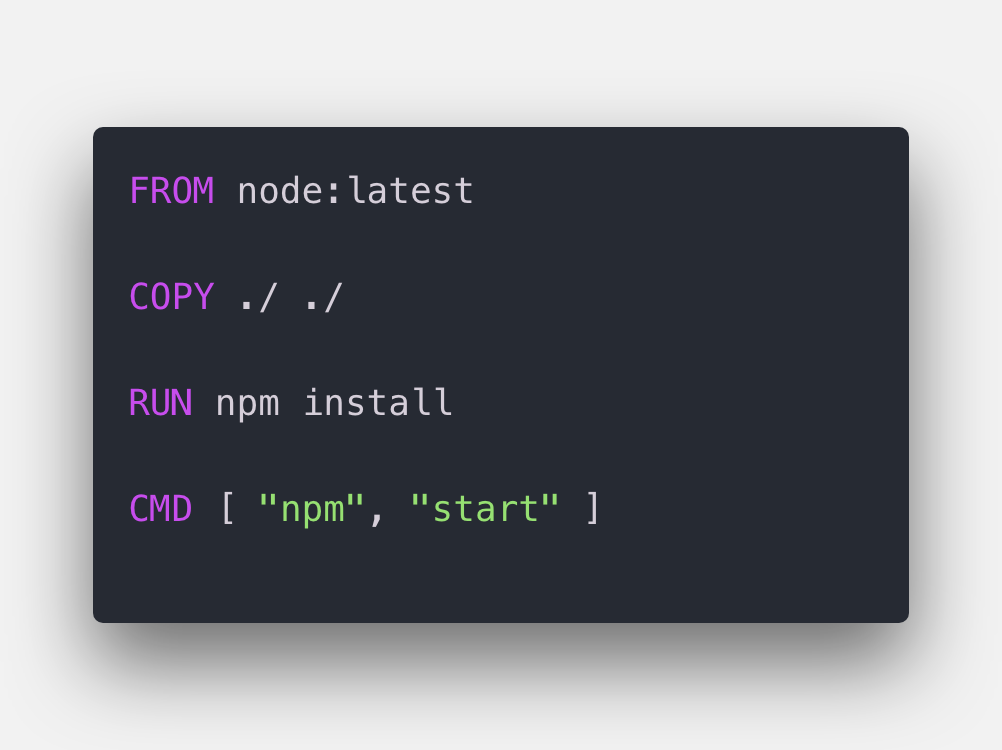 FROM node:latest
COPY ./ ./
RUN npm install
CMD [ "npm", "start" ]